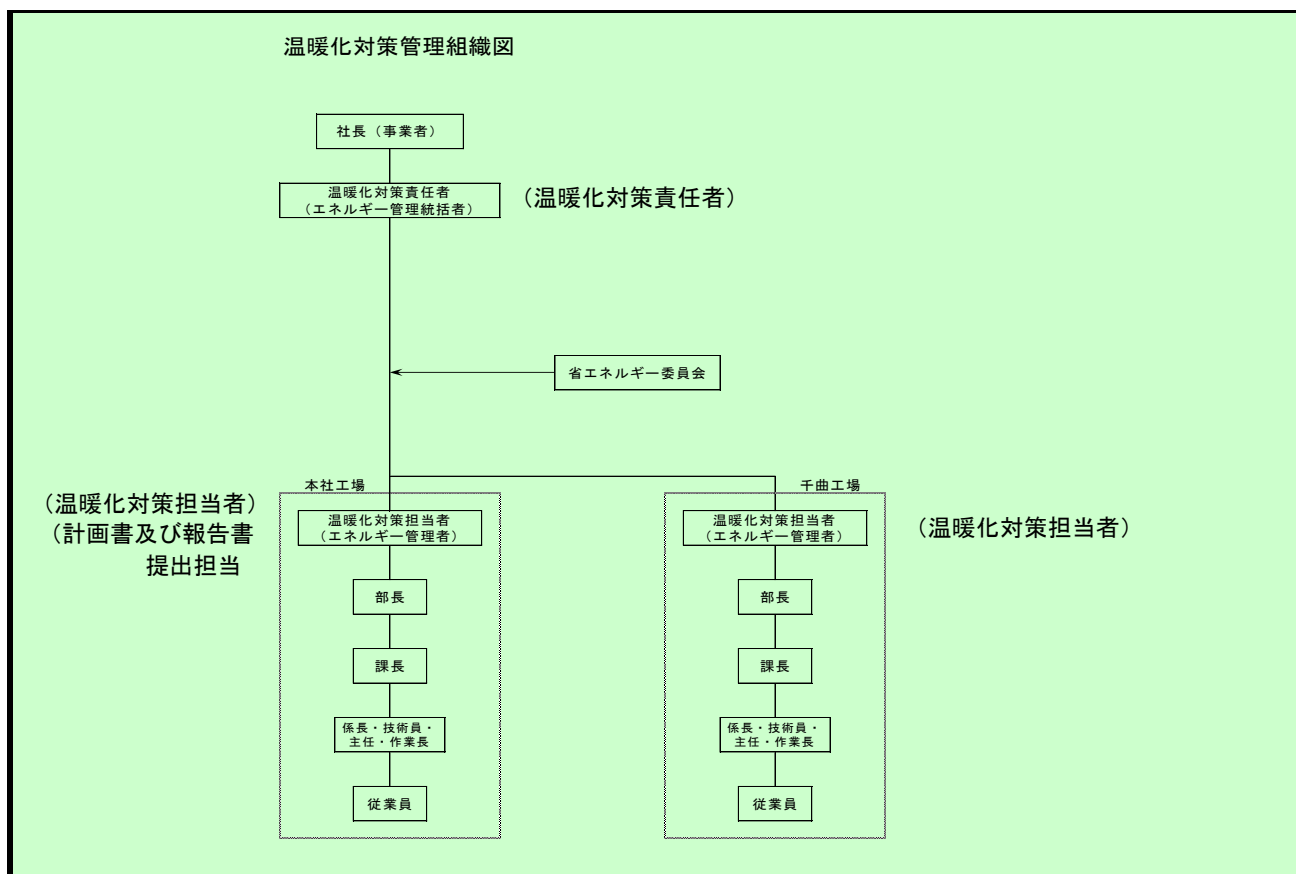 温暖化対策管理組織図
社長（事業者）
温暖化対策責任者
（エネルギー管理統括者）
（温暖化対策責任者）
省エネルギー委員会
本社工場
千曲工場
（温暖化対策担当者）
（計画書及び報告書
提出担当
温暖化対策担当者
（エネルギー管理者）
部長
課長
係長・技術員・
主任・作業長
従業員
温暖化対策担当者
（エネルギー管理者）
（温暖化対策担当者）
部長
課長
係長・技術員・
主任・作業長
従業員